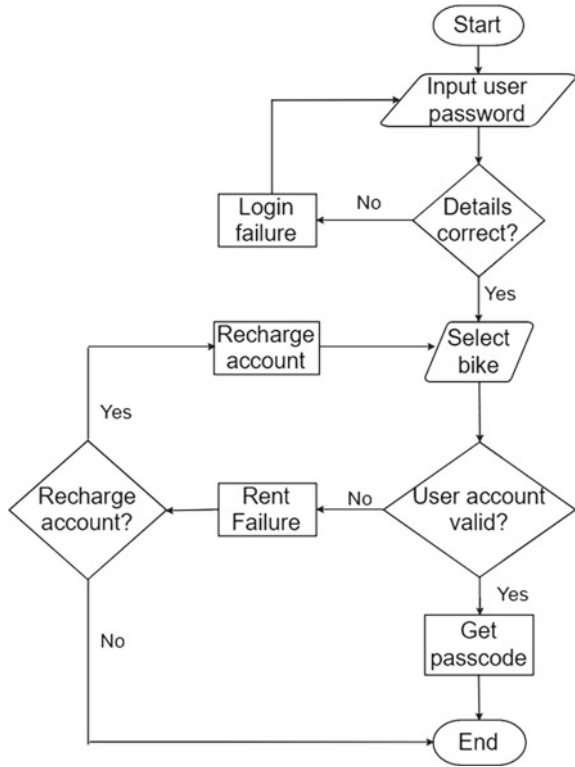 Start
Input user
password
Details
correct?
No
Login
failure
Yes
Select
bike
Recharge
account
Yes
User account
valid?
No
Rent
Failure
Recharge
account?
Yes
Get
passcode
No
End